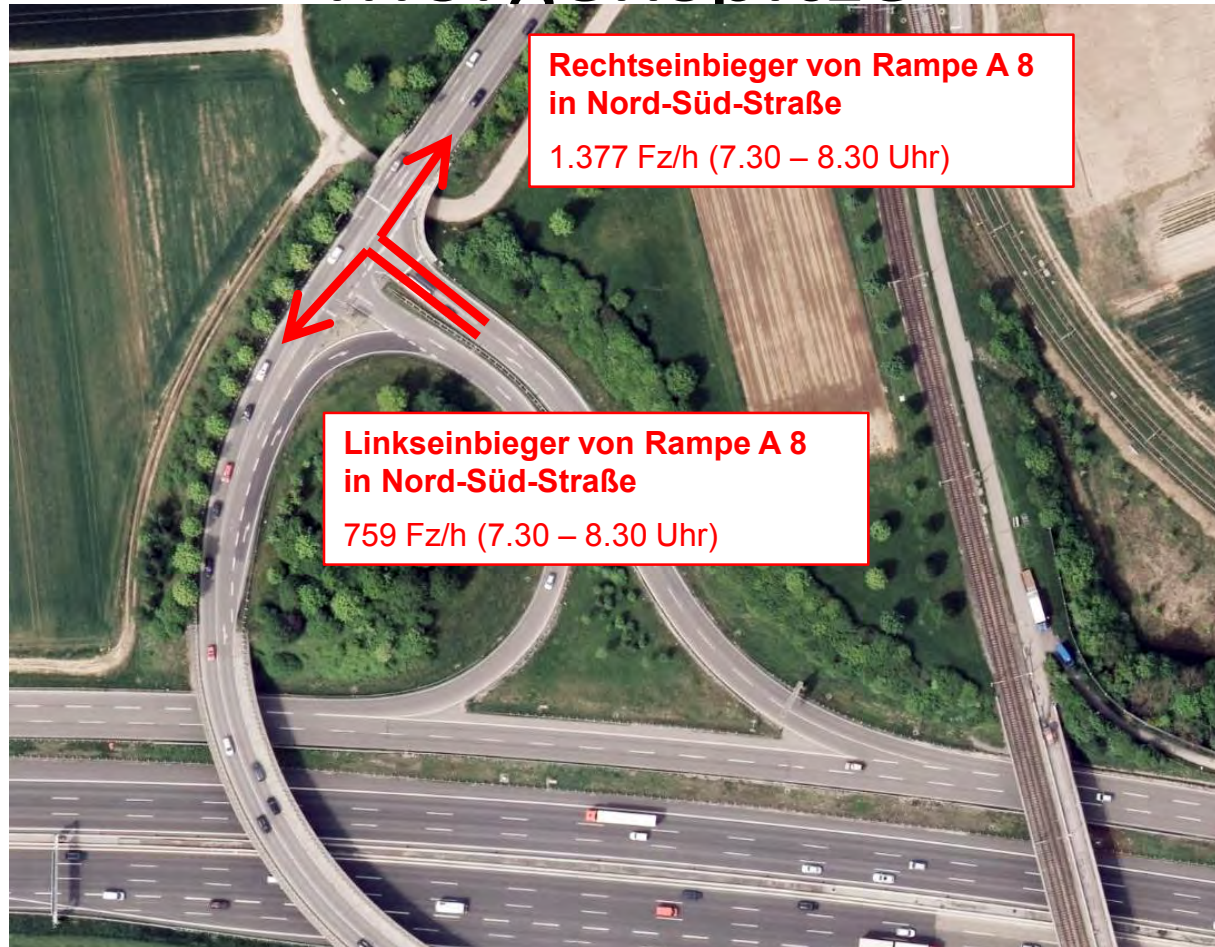 Rechtseinbieger von Rampe A 8
in Nord-Süd-Straße
1.377 Fz/h (7.30 – 8.30 Uhr)
Linkseinbieger von Rampe A 8
in Nord-Süd-Straße
759 Fz/h (7.30 – 8.30 Uhr)